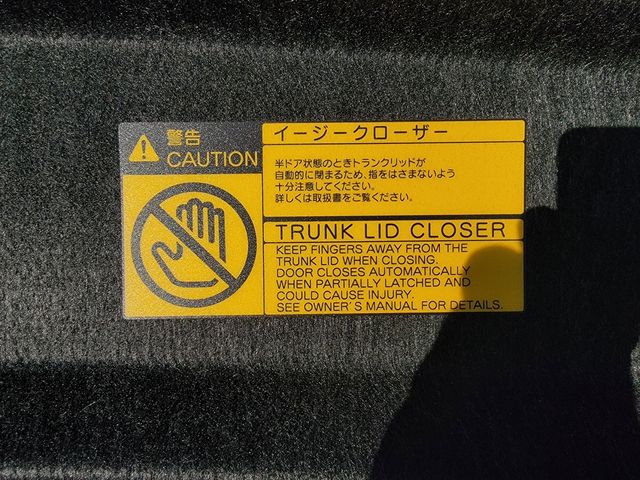 警告
CAUTION
イージークローザー
半ドア状態のときトランクリッドが
自動的に閉まるため、指をはさまないよう
十分注意してください。
詳しくは取扱書をご覧ください。
TRUNK LID CLOSER
KEEP FINGERS AWAY FROM THE
TRUNK LID WHEN CLOSING.
DOOR CLOSES AUTOMATICALLY
WHEN PARTIALLY LATCHED AND
COULD CAUSE INJURY.
SEE OWNER'S MANUAL FOR DETAILS.